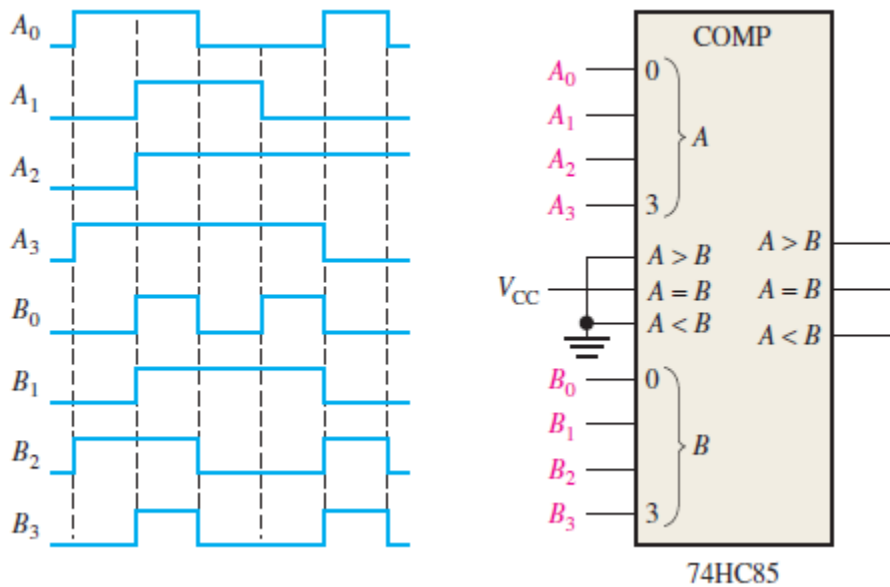 A0
A1
A2
A3
B0
B1
B2
B3
COMP
A0 0
A1
A
A2
A3 3
A > B A > B
VCC A = B A = B
A < B A < B
B0 0
B1
B
B2
B3 3
74HC85